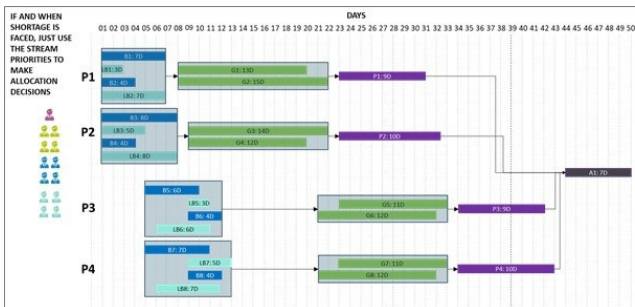 IF AND WHEN
SHORTAGE IS
FACED, JUST USE
THE STREAM
PRIORITIES TO
MAKE
ALLOCATION
DECISIONS
DAYS
01 02 03 04 05 06 07 08 09 10 11 12 13 14 15 16 17 18 19 20 21 22 23 24 25 26 27 28 29 30 31 32 33 34 35 36 37 38 39 40 41 42 43 44 45 46 47 48 49 50
P1
B1: 7D
LB1: 3D
B2: 4D
LB2: 7D
G1: 13D
G2: 15D
P1: 9D
P2
B3: 8D
LB3: 5D
B4: 4D
LB4: 8D
G3: 14D
G4: 12D
P2: 10D
A1: 7D
P3
B5: 6D
LB5: 3D
B6: 4D
LB6: 6D
G5: 11D
G6: 12D
P3: 9D
P4
B7: 7D
LB7: 5D
B8: 4D
LB8: 7D
G7: 11D
G8: 12D
P4: 10D